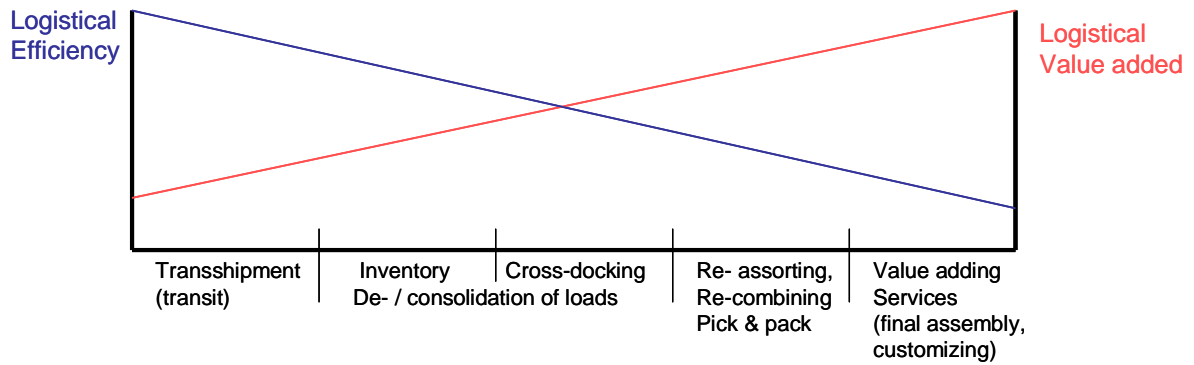 Logistical
Efficiency
Logistical
Value added
Transshipment
(transit)
Inventory
Cross-docking
De- / consolidation of loads
Re- assorting,
Re-combining
Pick & pack
Value adding
Services
(final assembly,
customizing)